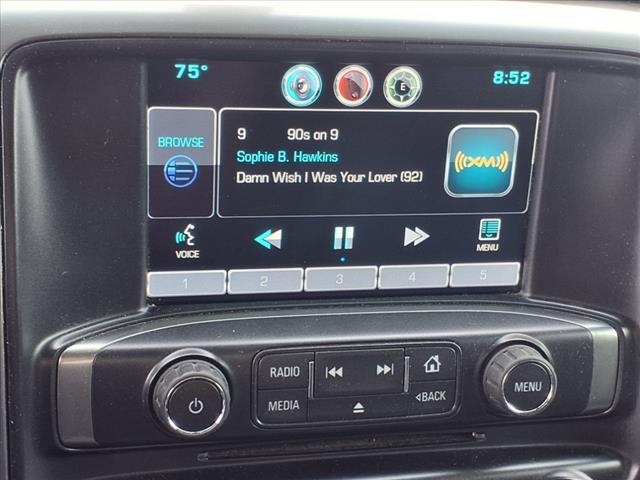 75° 8:52
E
BROWSE
9 90s on 9
Sophie B. Hawkins
Damn Wish I Was Your Lover (92)
((XM))
VOICE
MENU
1 2 3 4 5
RADIO
MEDIA
BACK
MENU